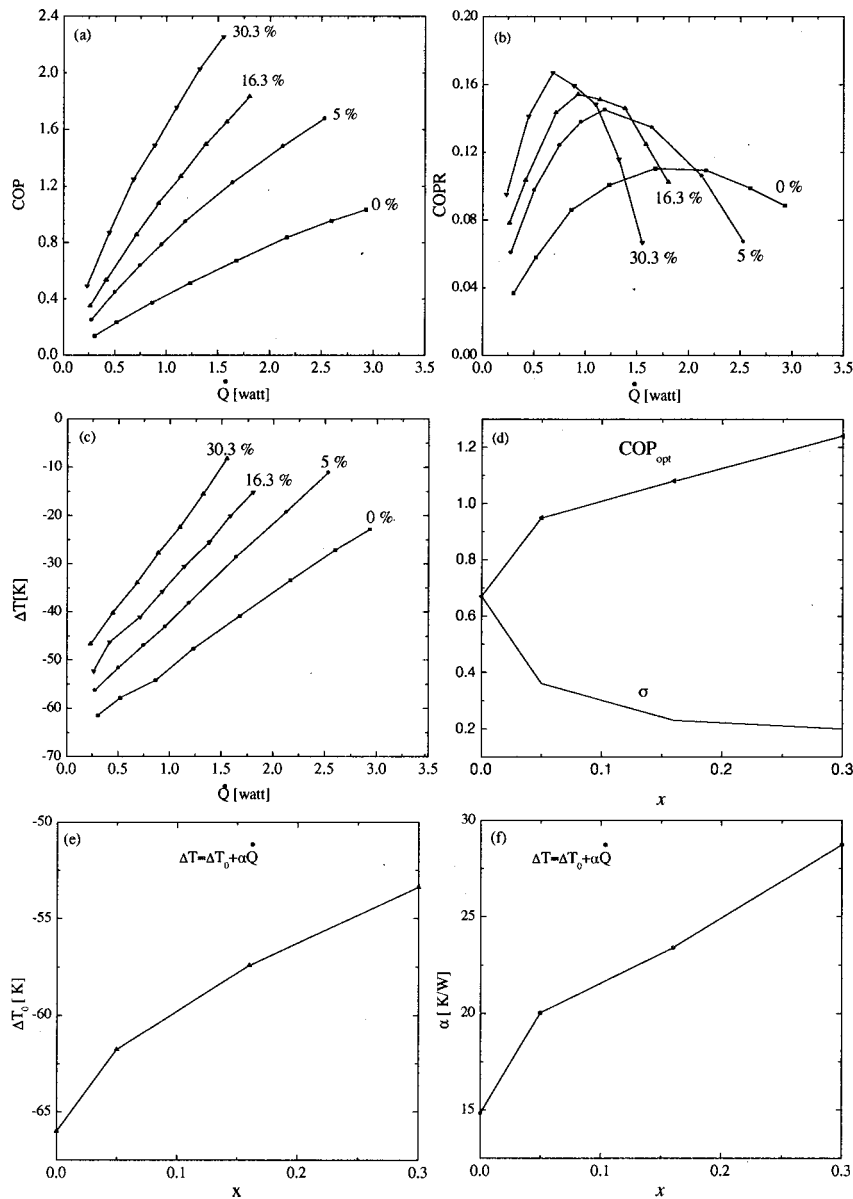 (a)
30.3 %
16.3 %
5 %
0 %
COP
2.4
2.0
1.6
1.2
0.8
0.4
0.0
0.0 0.5 1.0 1.5 2.0 2.5 3.0 3.5
Q̇ [watt]
(b)
0 %
16.3 %
5 %
30.3 %
COPR
0.20
0.16
0.12
0.08
0.04
0.00
0.0 0.5 1.0 1.5 2.0 2.5 3.0 3.5
Q̇ [watt]
(c)
30.3 %
16.3 %
5 %
0 %
ΔT[K]
0
-10
-20
-30
-40
-50
-60
-70
0.0 0.5 1.0 1.5 2.0 2.5 3.0 3.5
Q̇ [watt]
(d)
COPopt
σ
1.2
1.0
0.8
0.6
0.4
0.2
0.0 0.1 0.2 0.3
x
(e)
ΔT=ΔT₀+αQ̇
ΔT₀ [ K]
-50
-55
-60
-65
0.0 0.1 0.2 0.3
x
(f)
ΔT=ΔT₀+αQ̇
α [ K/W]
30
25
20
15
0.0 0.1 0.2 0.3
x